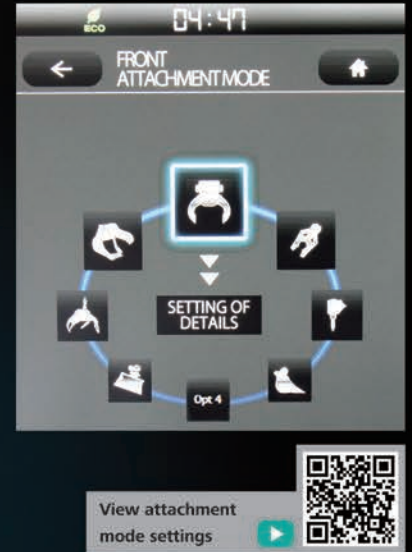 ECO
04:47
FRONT
ATTACHMENT MODE
SETTING OF
DETAILS
Opt 4
View attachment
mode settings